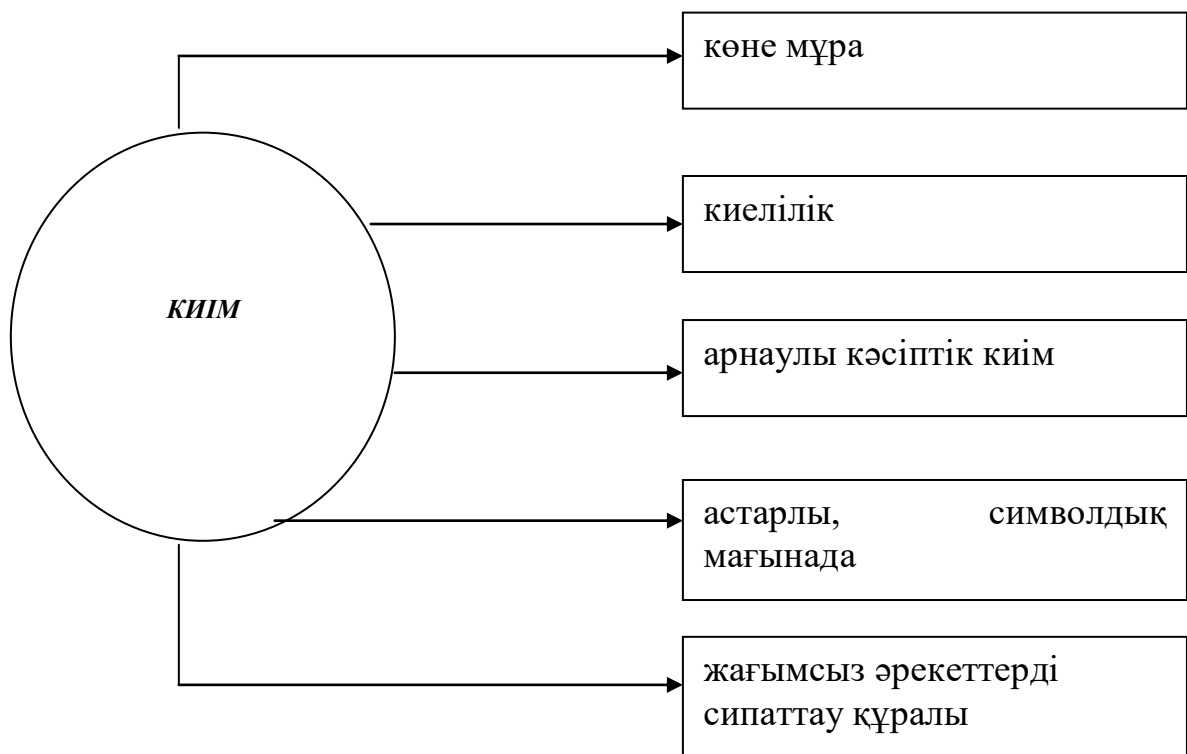 көне мұра
киелілік
КИІМ
арнаулы кәсіптік киім
астарлы, символдық
мағынада
жағымсыз әрекеттерді
сипаттау құралы